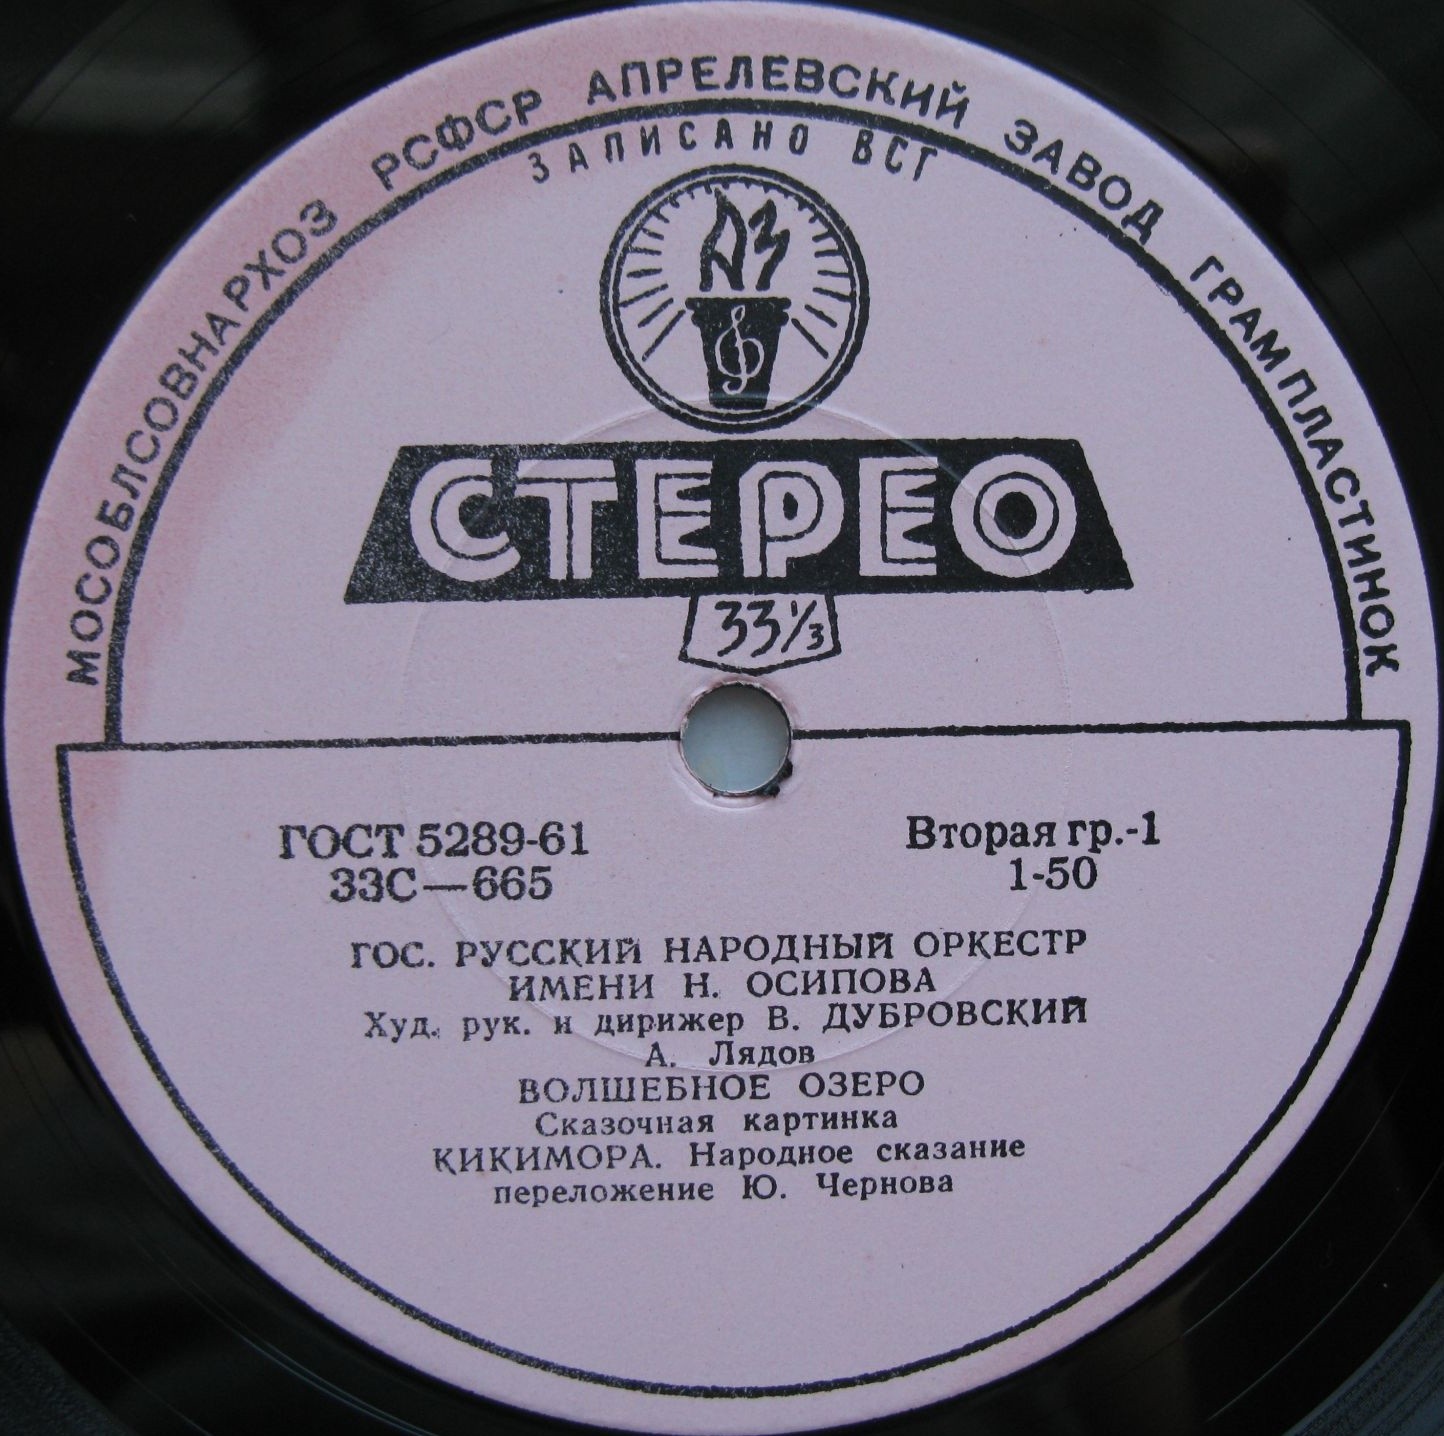 МОСОБЛСОВНАРХОЗ РСФСР АПРЕЛЕВСКИЙ ЗАВОД ГРАМПЛАСТИНОК
ЗАПИСАНО ВСГ
АЗ
СТЕРЕО
33⅓
ГОСТ 5289-61
Вторая гр.-1
33С—665
1-50
ГОС. РУССКИЙ НАРОДНЫЙ ОРКЕСТР
ИМЕНИ Н. ОСИПОВА
Худ. рук. и дирижер В. ДУБРОВСКИЙ
А. Лядов
ВОЛШЕБНОЕ ОЗЕРО
Сказочная картинка
КИКИМОРА. Народное сказание
переложение Ю. Чернова